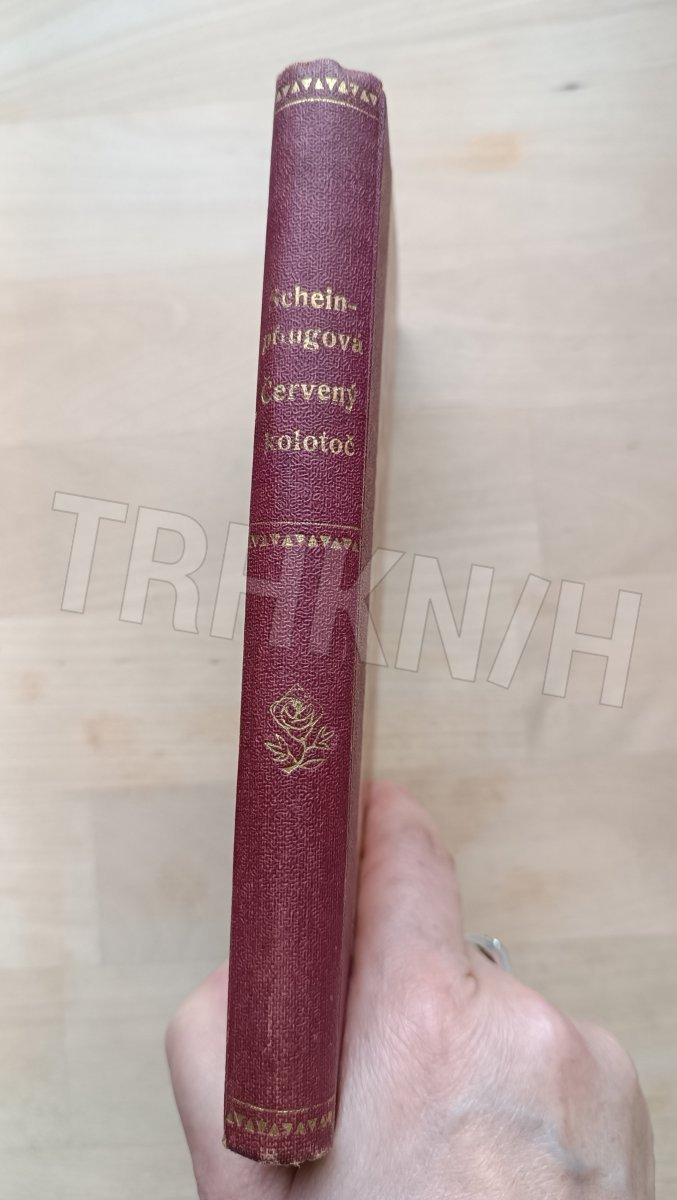 Schein-
pflugová
Červený
kolotoč
TRHKNIH